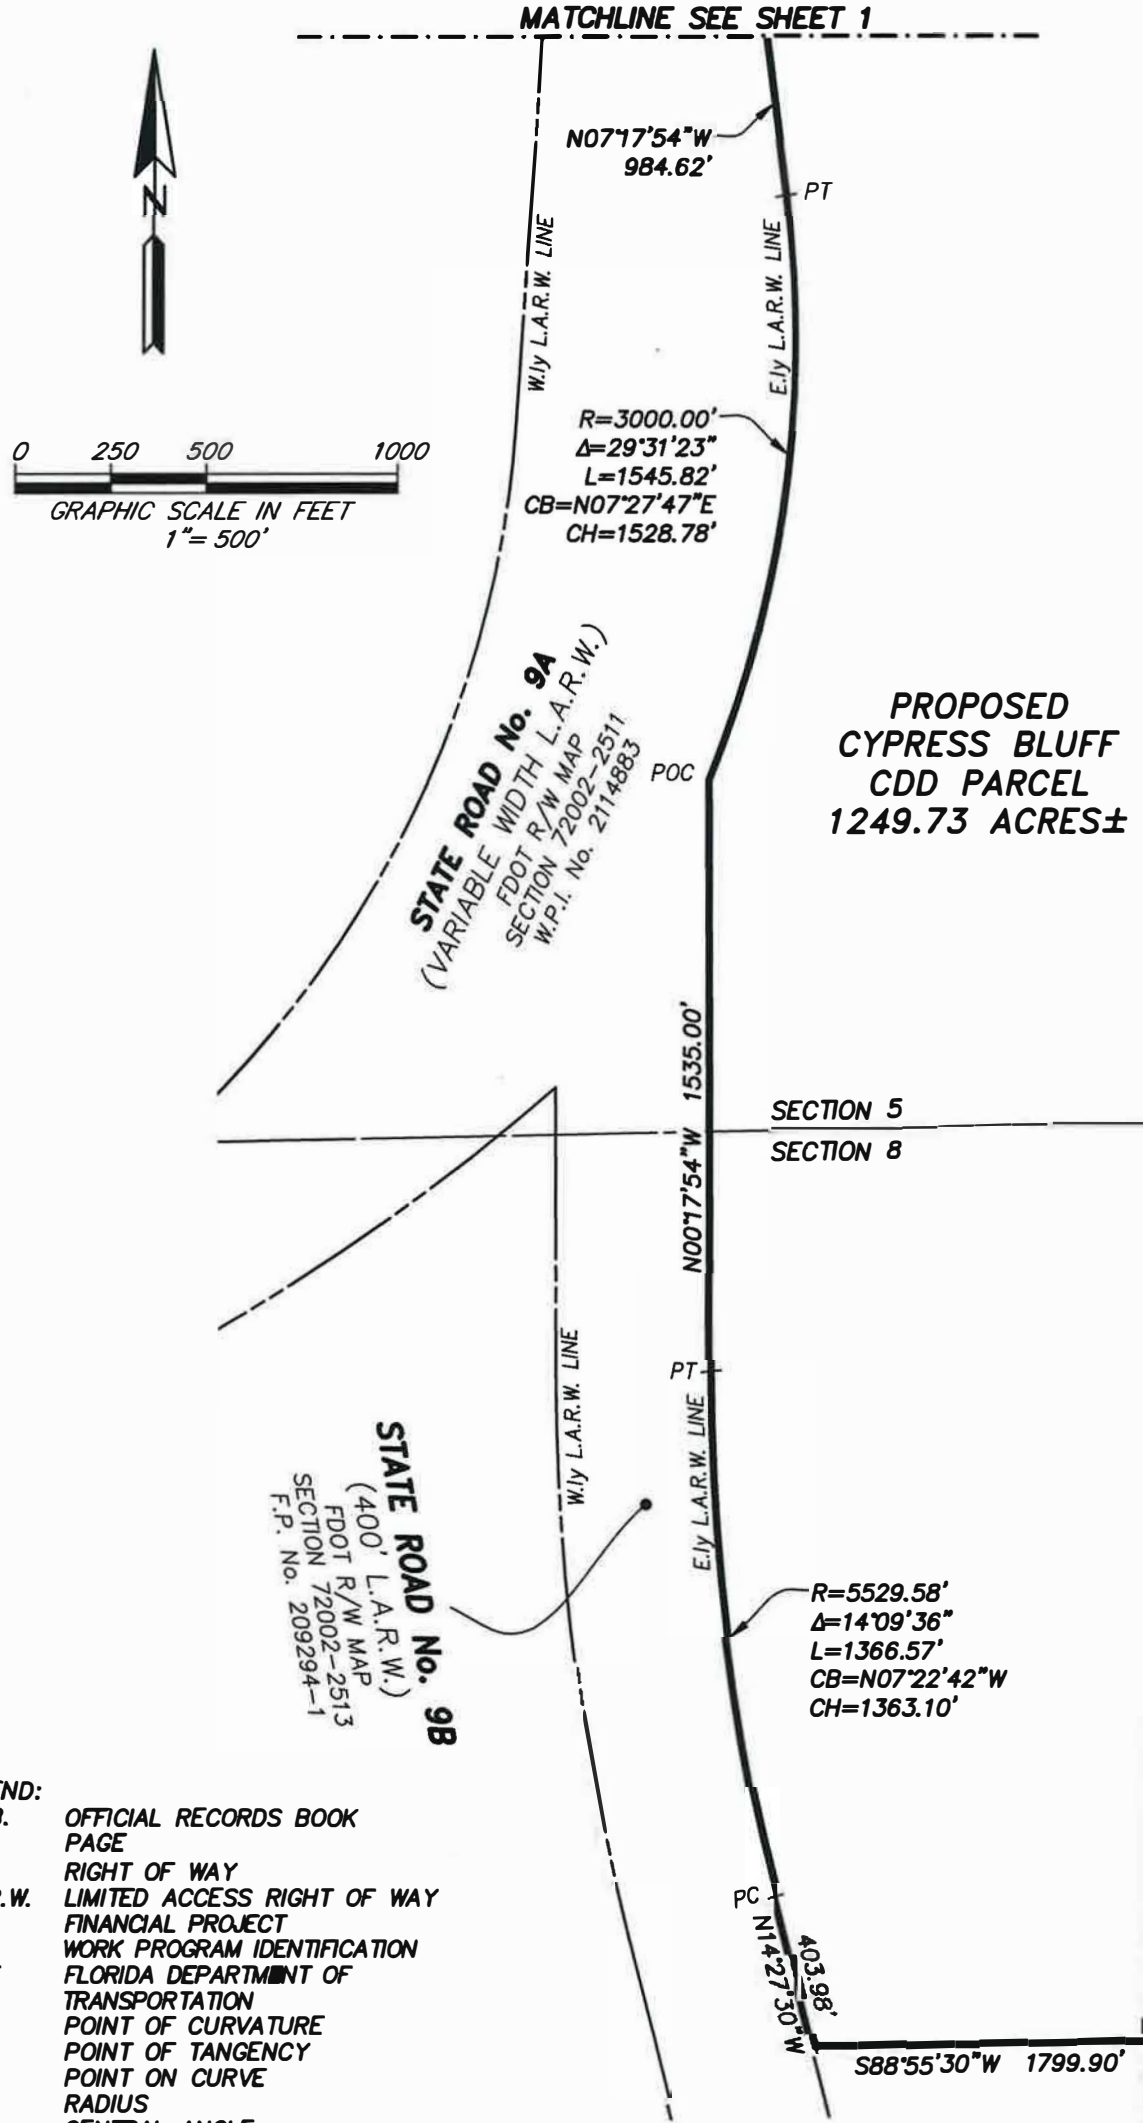 MATCHLINE SEE SHEET 1
N07°17'54"W
984.62'
PT
N
W.ly L.A.R.W. LINE
E.ly L.A.R.W. LINE
R=3000.00'
Δ=29°31'23"
L=1545.82'
CB=N07°27'47"E
CH=1528.78'
0 250 500 1000
GRAPHIC SCALE IN FEET
1"= 500'
STATE ROAD No. 9A
(VARIABLE WIDTH L.A.R.W.)
FDOT R/W MAP
SECTION 72002-2511
W.P.I. No. 2114883
POC
PROPOSED
CYPRESS BLUFF
CDD PARCEL
1249.73 ACRES±
N00°17'54"W 1535.00'
SECTION 5
SECTION 8
PT
W.ly L.A.R.W. LINE
E.ly L.A.R.W. LINE
STATE ROAD No. 9B
(400' L.A.R.W.)
FDOT R/W MAP
SECTION 72002-2513
F.P. No. 209294-1
R=5529.58'
Δ=14°09'36"
L=1366.57'
CB=N07°22'42"W
CH=1363.10'
PC
N14°27'30"W
403.98'
S88°55'30"W 1799.90'
ND:
OFFICIAL RECORDS BOOK
PAGE
RIGHT OF WAY
.W. LIMITED ACCESS RIGHT OF WAY
FINANCIAL PROJECT
WORK PROGRAM IDENTIFICATION
FLORIDA DEPARTMENT OF
TRANSPORTATION
POINT OF CURVATURE
POINT OF TANGENCY
POINT ON CURVE
RADIUS
CENTRAL ANGLE